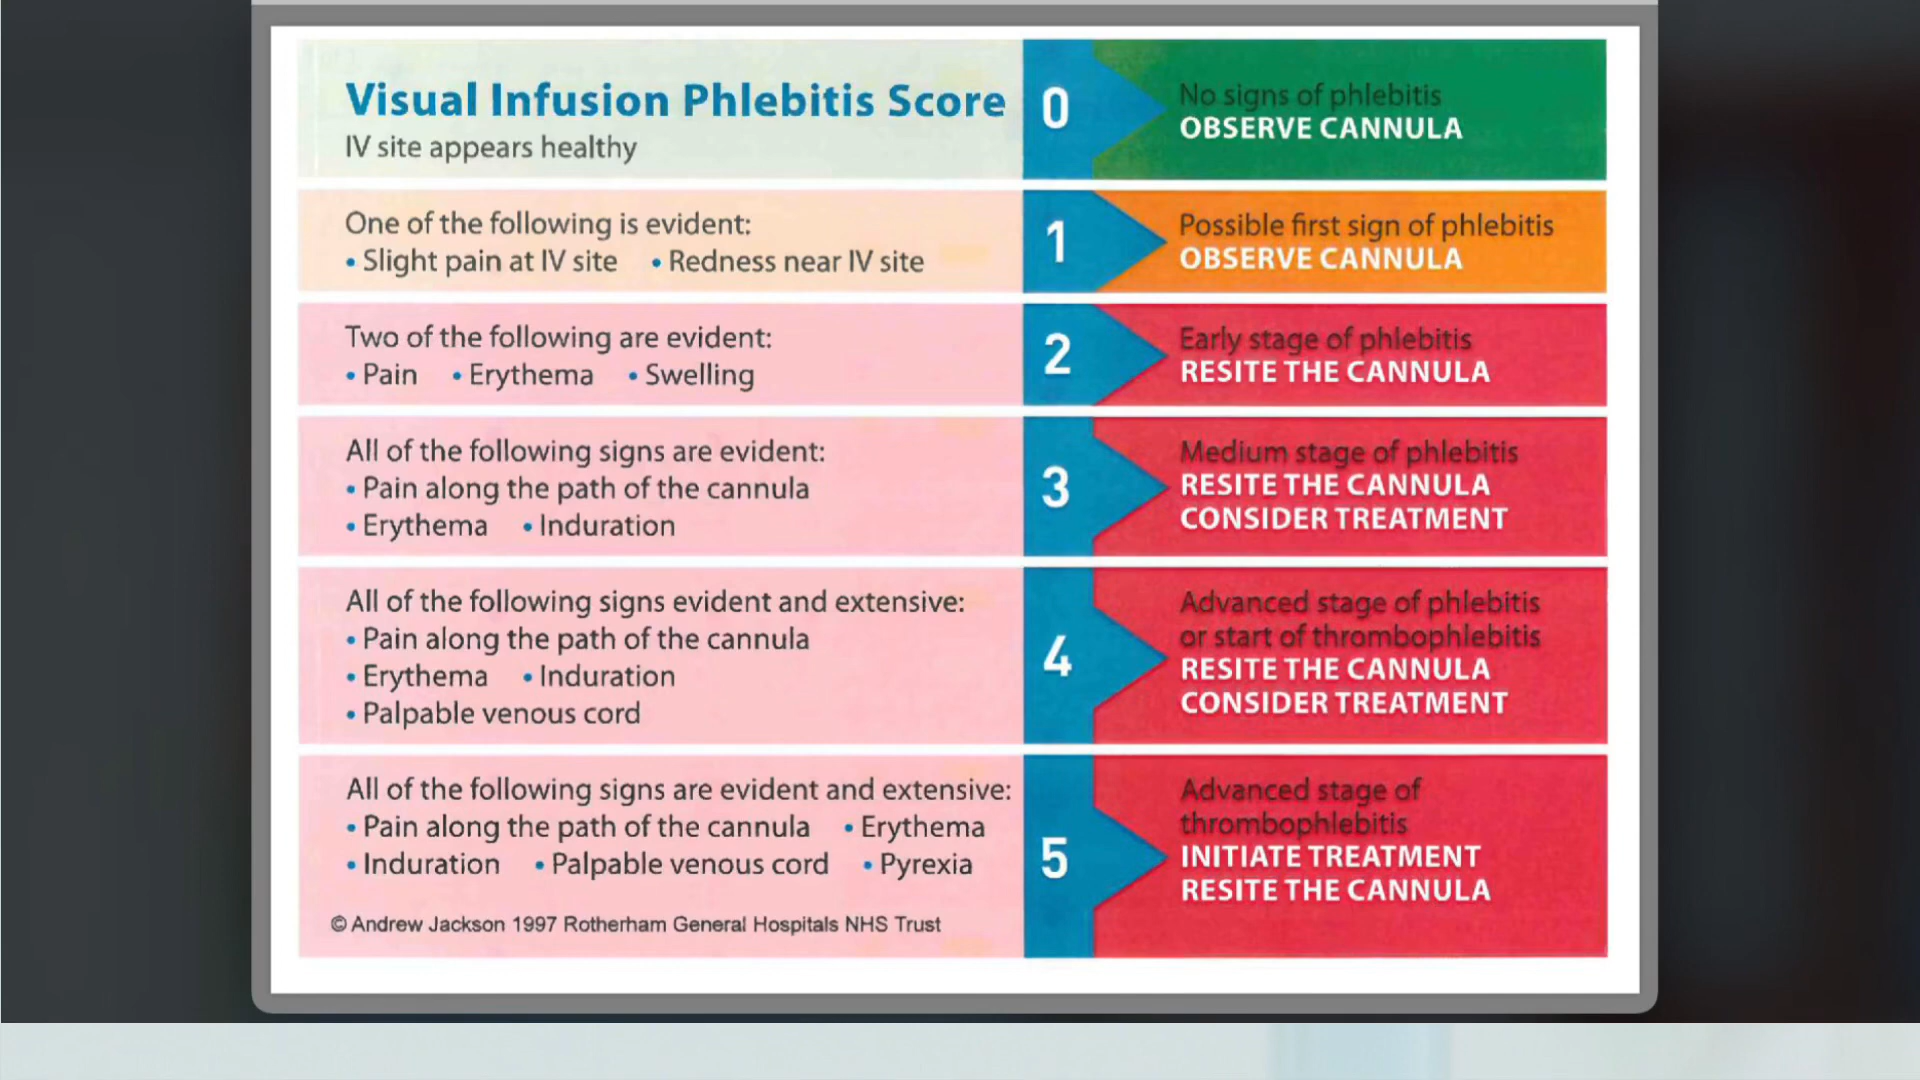 Visual Infusion Phlebitis Score
IV site appears healthy
0
No signs of phlebitis
OBSERVE CANNULA
One of the following is evident:
• Slight pain at IV site • Redness near IV site
1
Possible first sign of phlebitis
OBSERVE CANNULA
Two of the following are evident:
• Pain • Erythema • Swelling
2
Early stage of phlebitis
RESITE THE CANNULA
All of the following signs are evident:
• Pain along the path of the cannula
• Erythema • Induration
3
Medium stage of phlebitis
RESITE THE CANNULA
CONSIDER TREATMENT
All of the following signs evident and extensive:
• Pain along the path of the cannula
• Erythema • Induration
• Palpable venous cord
4
Advanced stage of phlebitis
or start of thrombophlebitis
RESITE THE CANNULA
CONSIDER TREATMENT
All of the following signs are evident and extensive:
• Pain along the path of the cannula • Erythema
• Induration • Palpable venous cord • Pyrexia
© Andrew Jackson 1997 Rotherham General Hospitals NHS Trust
5
Advanced stage of
thrombophlebitis
INITIATE TREATMENT
RESITE THE CANNULA